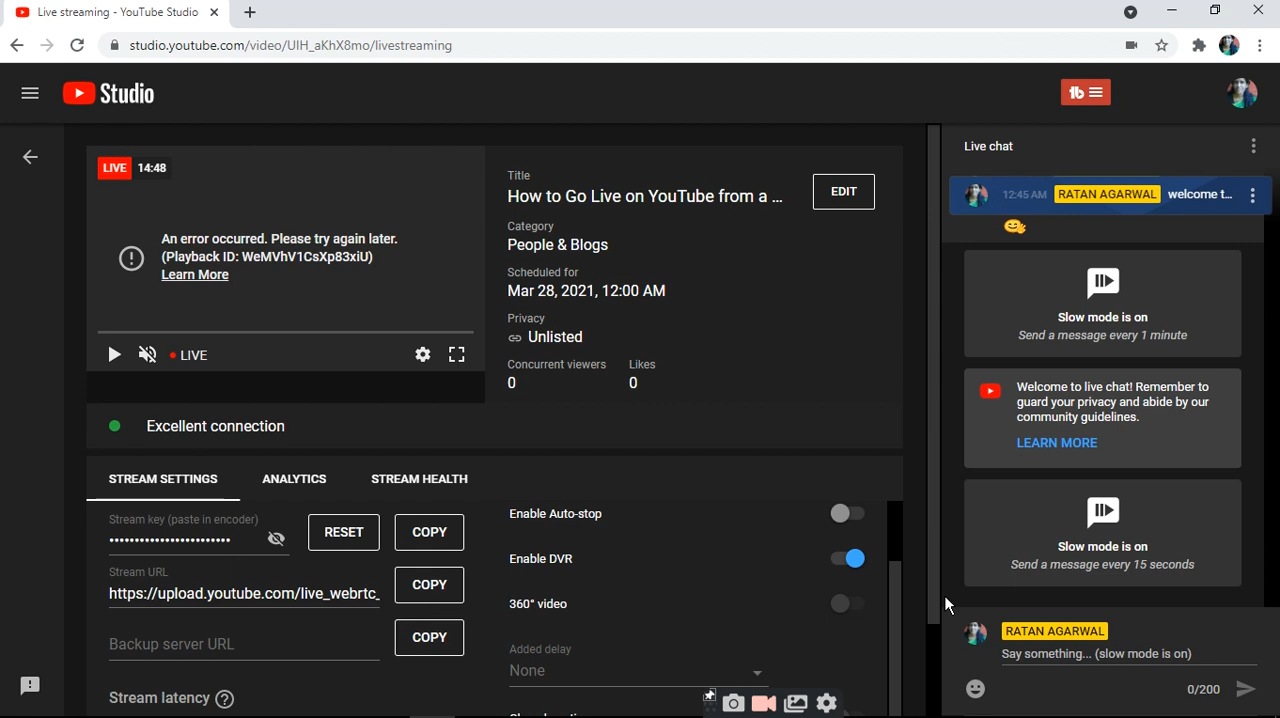 Live streaming - YouTube Studio
studio.youtube.com/video/UIH_aKhX8mo/livestreaming
Studio
LIVE 14:48
An error occurred. Please try again later.
(Playback ID: WeMVhV1CsXp83xiU)
Learn More
LIVE
Title
How to Go Live on YouTube from a ...
EDIT
Category
People & Blogs
Scheduled for
Mar 28, 2021, 12:00 AM
Privacy
Unlisted
Concurrent viewers Likes
0 0
Excellent connection
STREAM SETTINGS ANALYTICS STREAM HEALTH
Stream key (paste in encoder)
••••••••••••••••••••••••
RESET COPY
Stream URL
https://upload.youtube.com/live_webrtc_
COPY
Backup server URL
COPY
Stream latency
Enable Auto-stop
Enable DVR
360° video
Added delay
None
Live chat
12:45 AM RATAN AGARWAL welcome t...
Slow mode is on
Send a message every 1 minute
Welcome to live chat! Remember to
guard your privacy and abide by our
community guidelines.
LEARN MORE
Slow mode is on
Send a message every 15 seconds
RATAN AGARWAL
Say something... (slow mode is on)
0/200